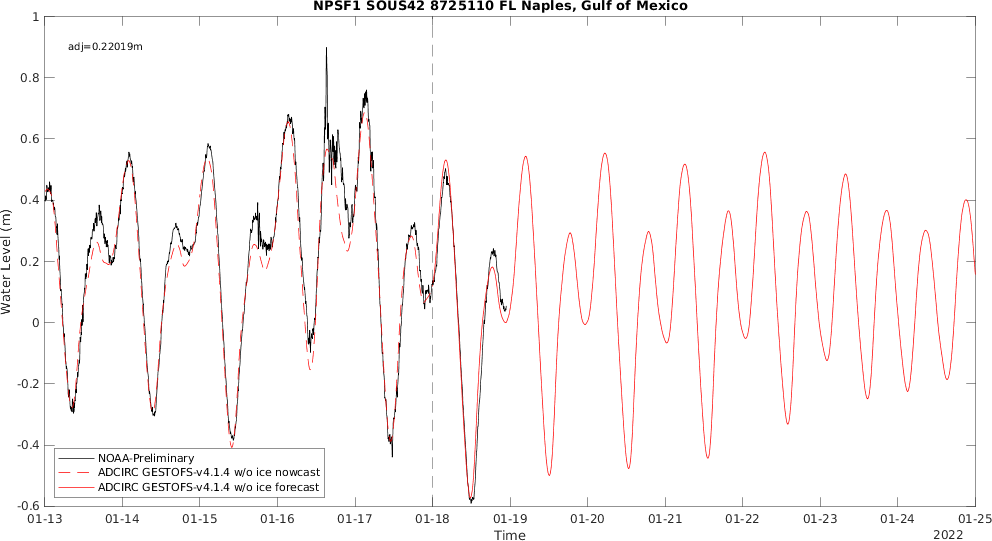 NPSF1 SOUS42 8725110 FL Naples, Gulf of Mexico
adj=0.22019m
1
0.8
0.6
0.4
0.2
0
-0.2
-0.4
-0.6
Water Level (m)
NOAA-Preliminary
ADCIRC GESTOFS-v4.1.4 w/o ice nowcast
ADCIRC GESTOFS-v4.1.4 w/o ice forecast
01-13 01-14 01-15 01-16 01-17 01-18 01-19 01-20 01-21 01-22 01-23 01-24 01-25
Time
2022